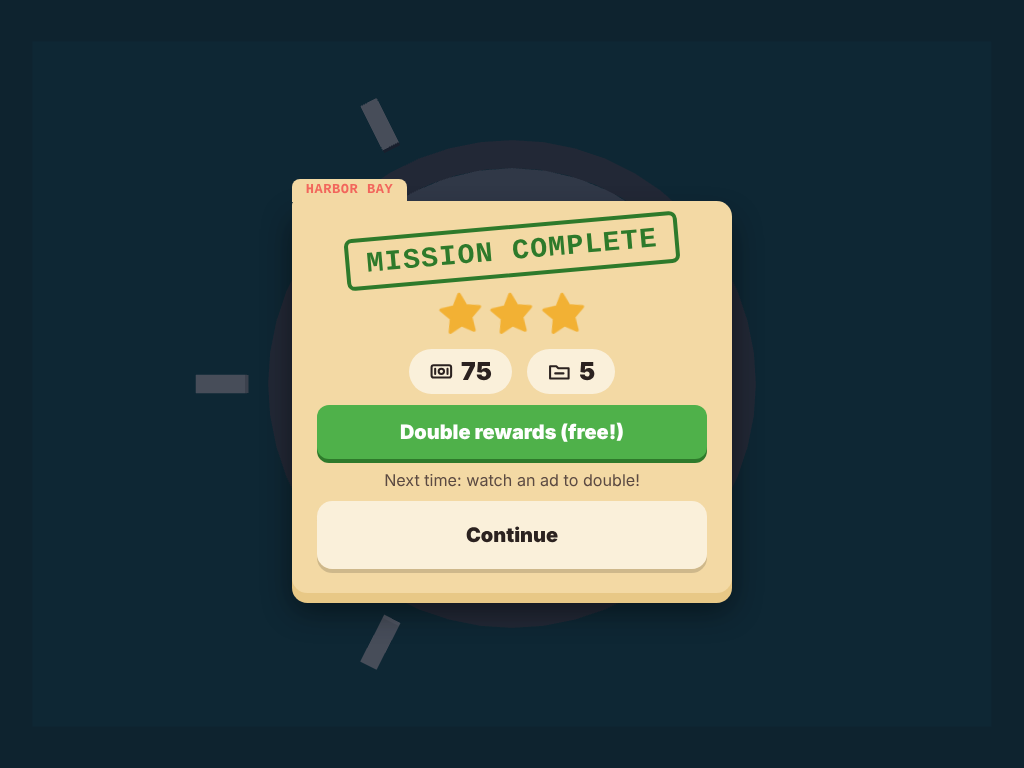 HARBOR BAY
MISSION COMPLETE
75
5
Double rewards (free!)
Next time: watch an ad to double!
Continue